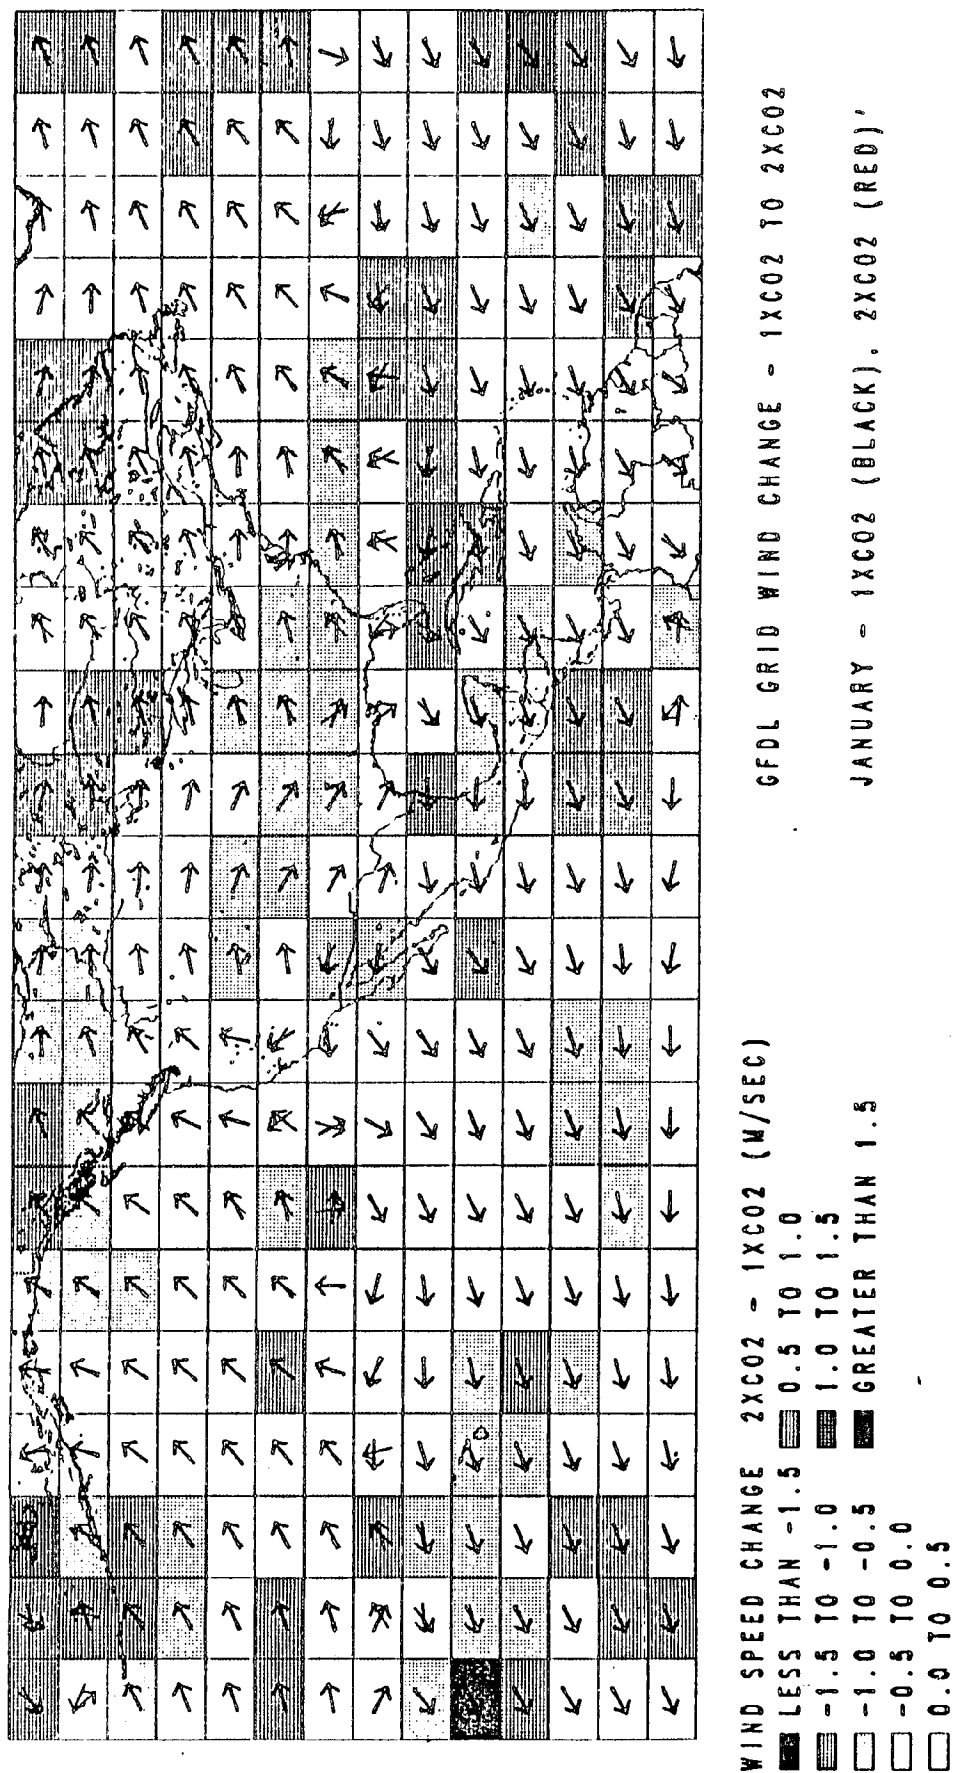 GFDL GRID WIND CHANGE - 1XCO2 TO 2XCO2
JANUARY - 1XCO2 (BLACK), 2XCO2 (RED)
WIND SPEED CHANGE 2XCO2 - 1XCO2 (M/SEC)
LESS THAN -1.5
-1.5 TO -1.0
-1.0 TO -0.5
-0.5 TO 0.0
0.0 TO 0.5
0.5 TO 1.0
1.0 TO 1.5
GREATER THAN 1.5